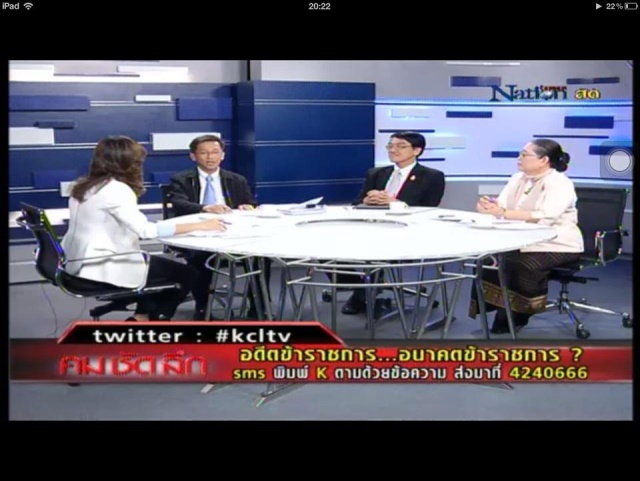 iPad 20:22 22%
Nation สด
twitter : #kcltv
คม ชัด ลึก
อดีตข้าราชการ...อนาคตข้าราชการ ?
sms พิมพ์ K ตามด้วยข้อความ ส่งมาที่ 4240666